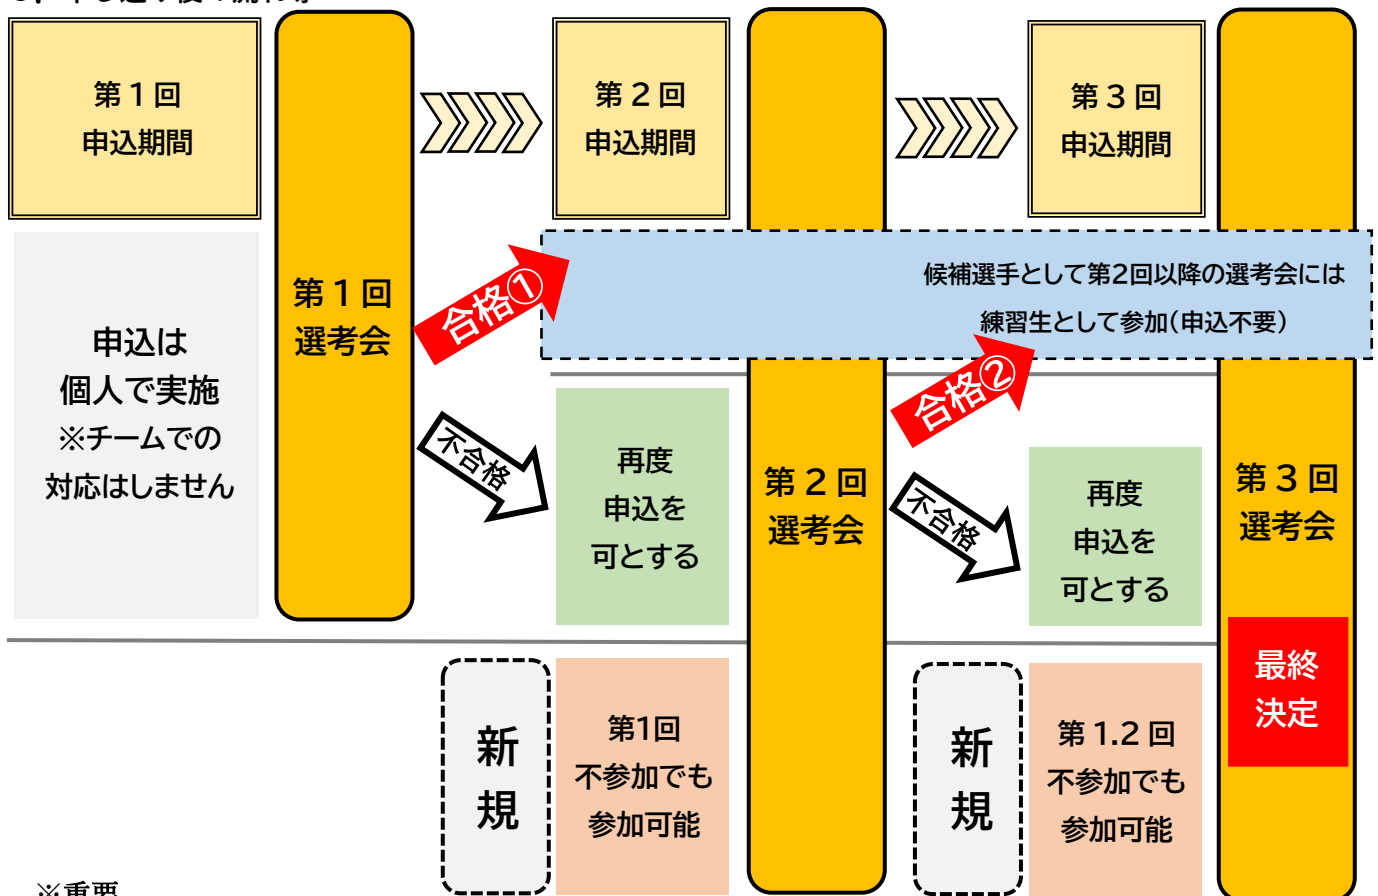 第1回
申込期間
申込は
個人で実施
※チームでの
対応はしません
第1回
選考会
合格①
不合格
第2回
申込期間
候補選手として第2回以降の選考会には
練習生として参加(申込不要)
再度
申込を
可とする
新
規
第1回
不参加でも
参加可能
第2回
選考会
合格②
不合格
第3回
申込期間
再度
申込を
可とする
新
規
第1.2回
不参加でも
参加可能
第3回
選考会
最終
決定
※重要